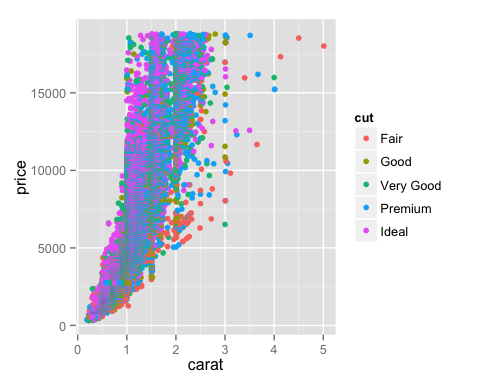 15000
10000
5000
0
price
0 1 2 3 4 5
carat
cut
Fair
Good
Very Good
Premium
Ideal